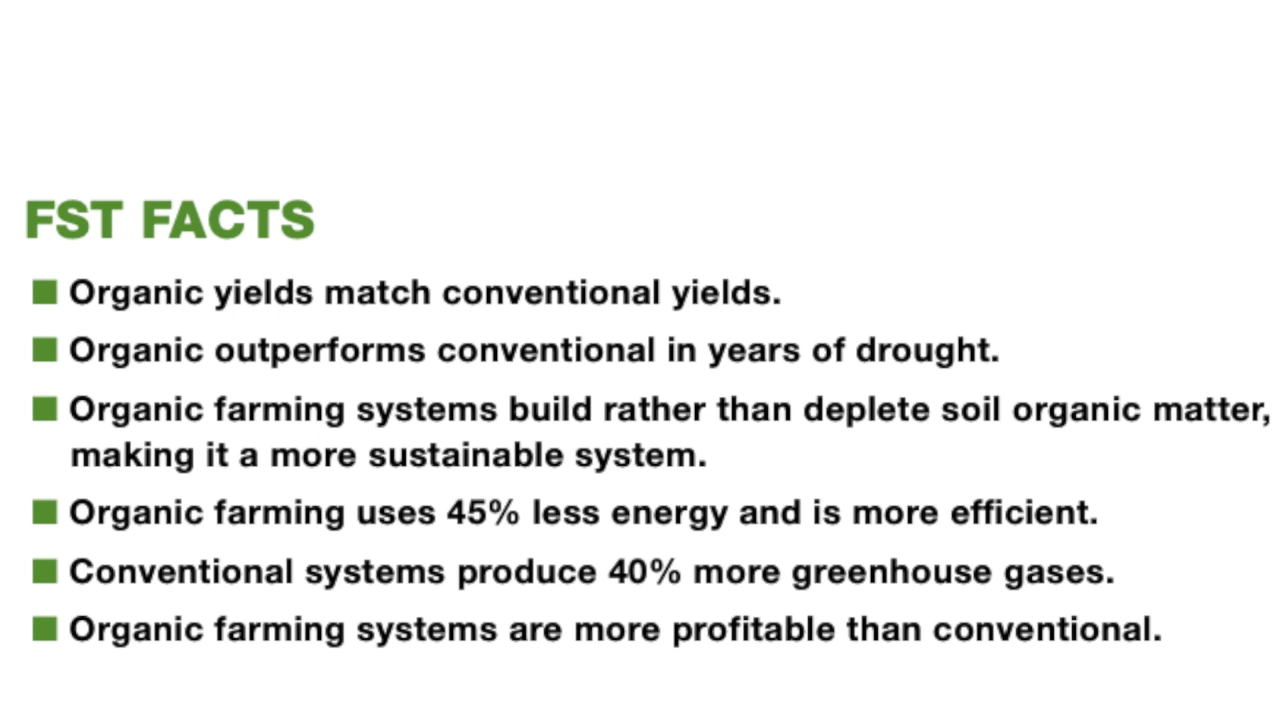 FST FACTS
Organic yields match conventional yields.
Organic outperforms conventional in years of drought.
Organic farming systems build rather than deplete soil organic matter,
making it a more sustainable system.
Organic farming uses 45% less energy and is more efficient.
Conventional systems produce 40% more greenhouse gases.
Organic farming systems are more profitable than conventional.